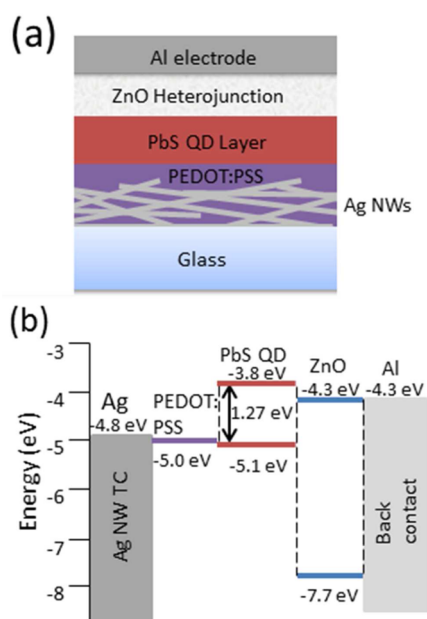 (a)
Al electrode
ZnO Heterojunction
PbS QD Layer
PEDOT:PSS
Ag NWs
Glass
(b)
-3
-4
-5
-6
-7
-8
Energy (eV)
Ag
-4.8 eV
Ag NW TC
PEDOT:
PSS
-5.0 eV
PbS QD
-3.8 eV
1.27 eV
-5.1 eV
ZnO
-4.3 eV
-7.7 eV
Al
-4.3 eV
Back
contact